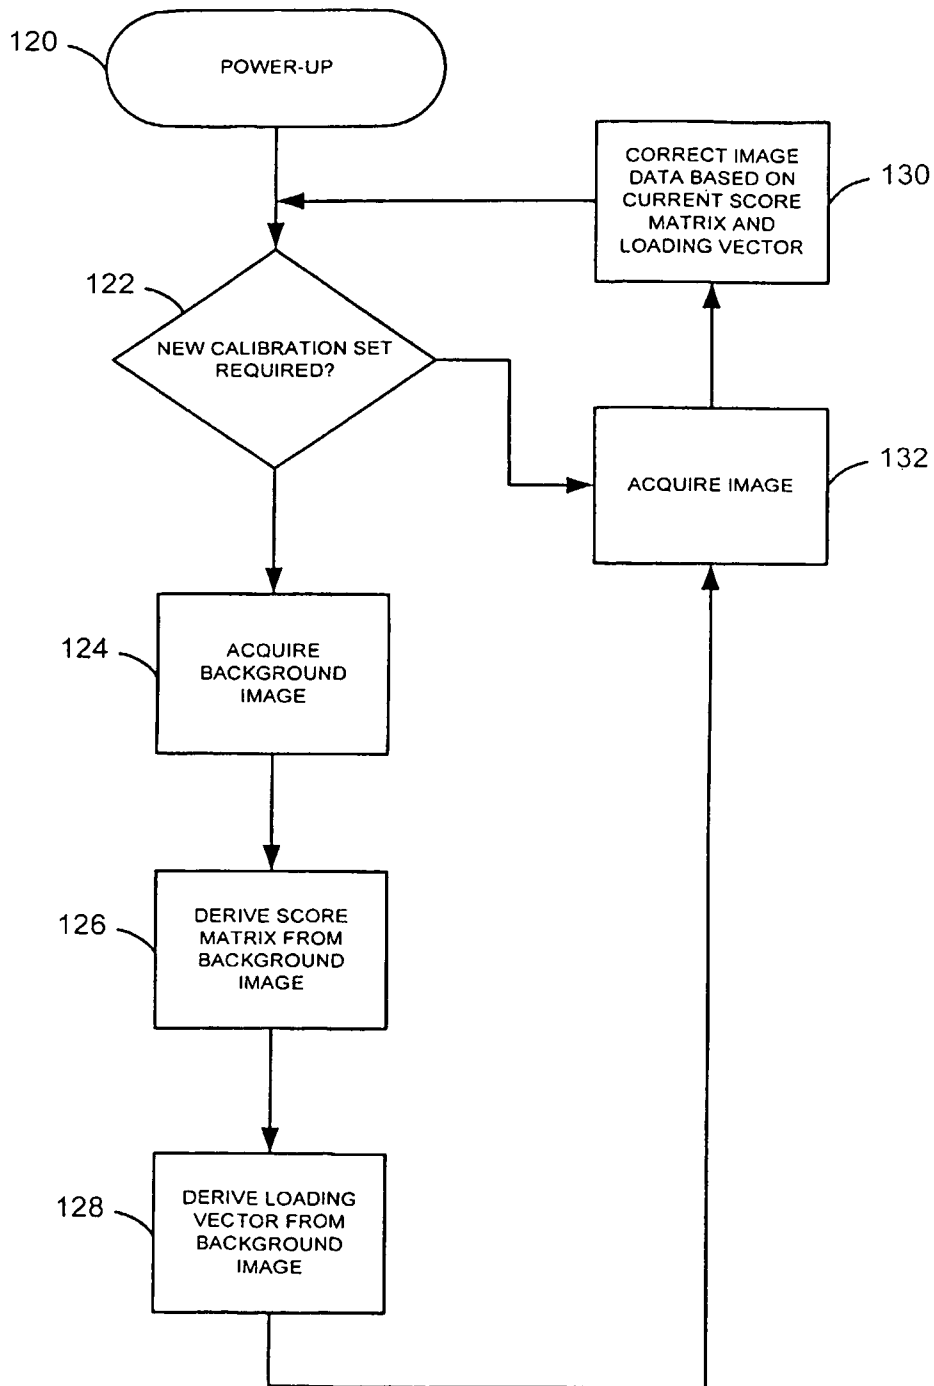 120
POWER-UP
CORRECT IMAGE
DATA BASED ON
CURRENT SCORE
MATRIX AND
LOADING VECTOR
130
122
NEW CALIBRATION SET
REQUIRED?
ACQUIRE IMAGE
132
124
ACQUIRE
BACKGROUND
IMAGE
126
DERIVE SCORE
MATRIX FROM
BACKGROUND
IMAGE
128
DERIVE LOADING
VECTOR FROM
BACKGROUND
IMAGE